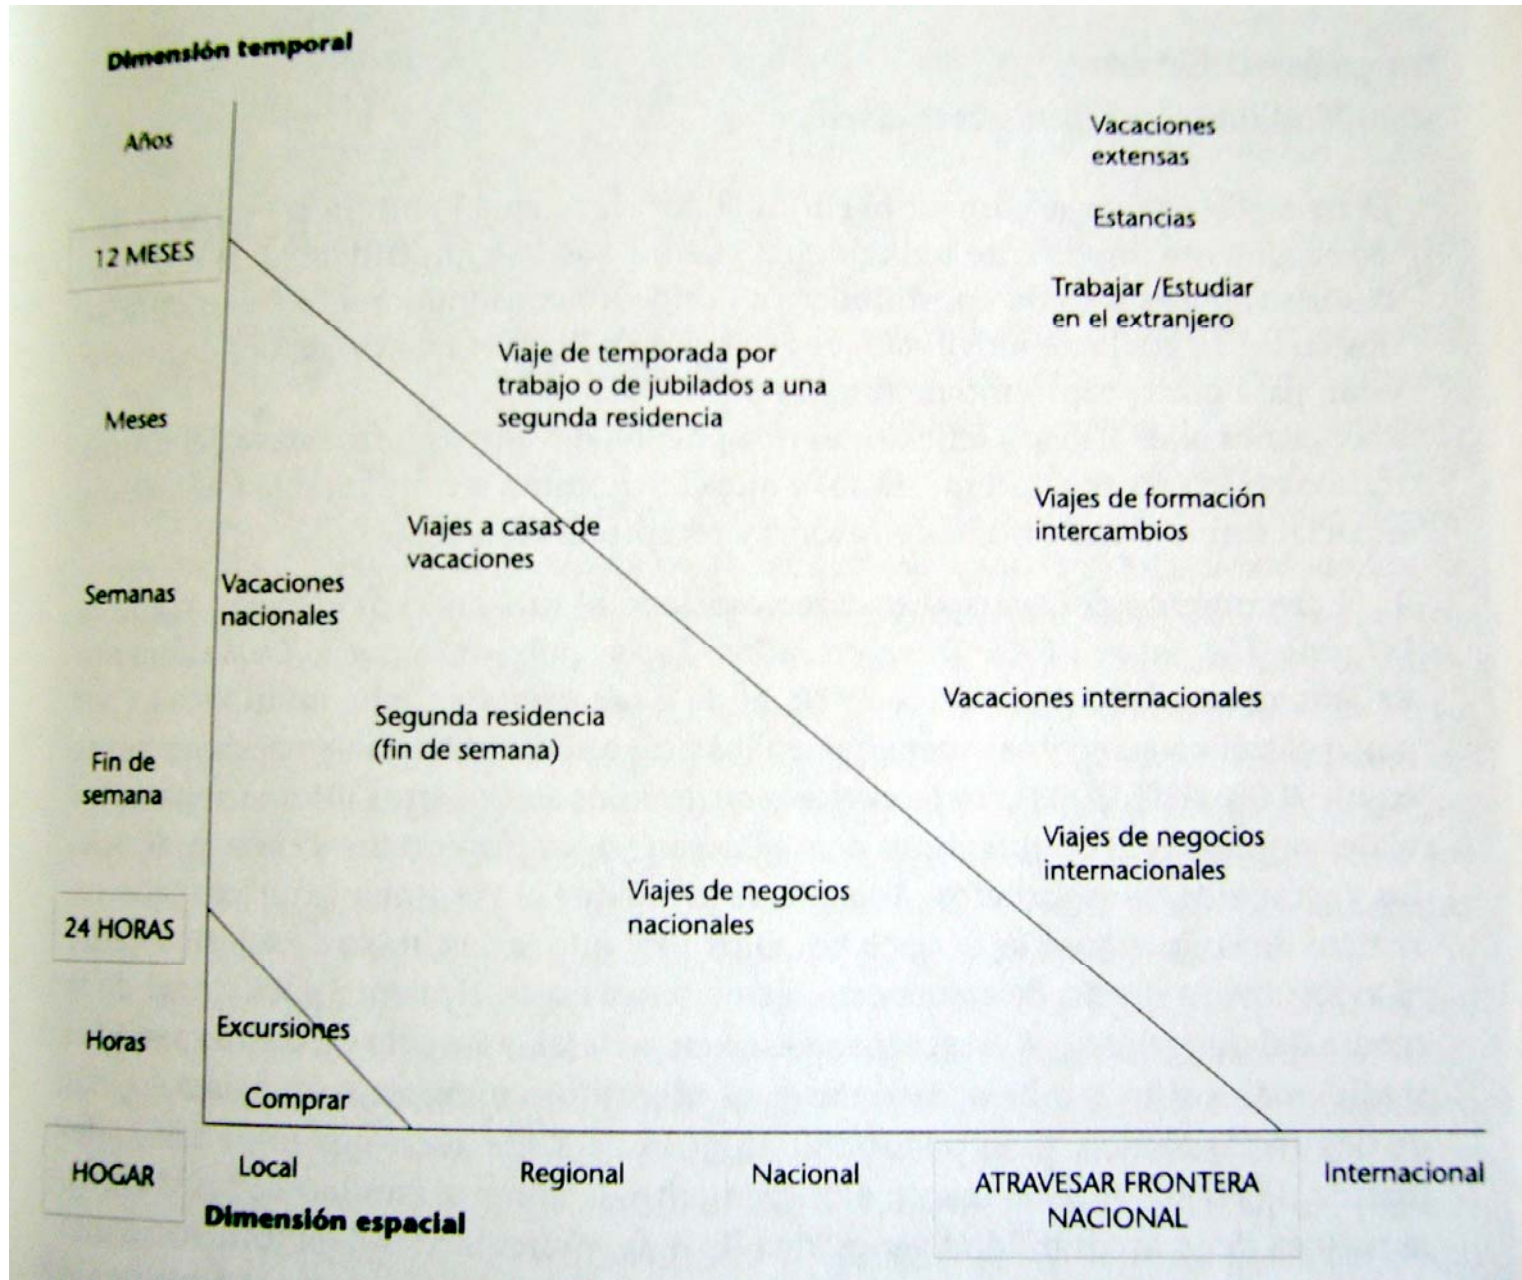 Dimensión temporal
Años
Vacaciones
extensas
Estancias
12 MESES
Trabajar /Estudiar
en el extranjero
Viaje de temporada por
trabajo o de jubilados a una
segunda residencia
Meses
Viajes de formación
intercambios
Viajes a casas de
vacaciones
Semanas
Vacaciones
nacionales
Vacaciones internacionales
Segunda residencia
(fin de semana)
Fin de
semana
Viajes de negocios
internacionales
Viajes de negocios
nacionales
24 HORAS
Excursiones
Horas
Comprar
HOGAR
Local
Regional
Nacional
ATRAVESAR FRONTERA
NACIONAL
Internacional
Dimensión espacial